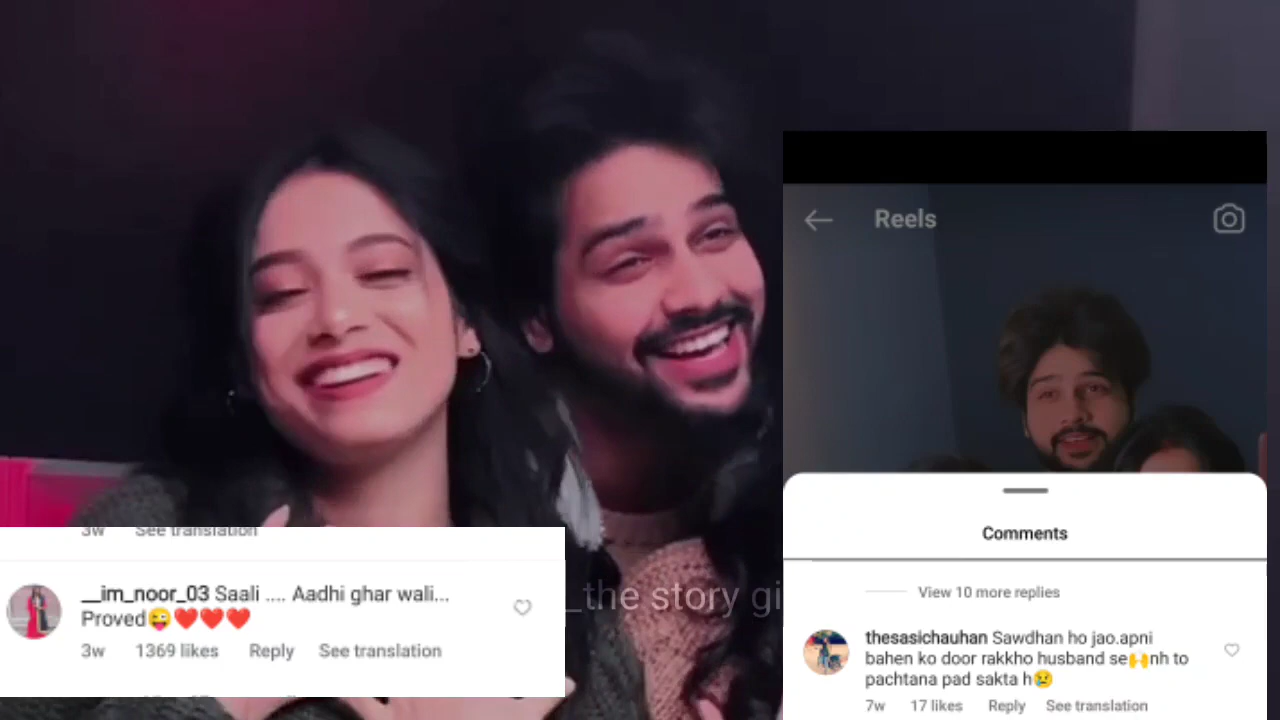 Reels
Comments
View 10 more replies
thesasichauhan Sawdhan ho jao.apni
bahen ko door rakkho husband se🙌nh to
pachtana pad sakta h😢
7w 17 likes Reply See translation
3w See translation
__im_noor_03 Saali .... Aadhi ghar wali...
Proved😜❤️❤️❤️
3w 1369 likes Reply See translation
_the story gi